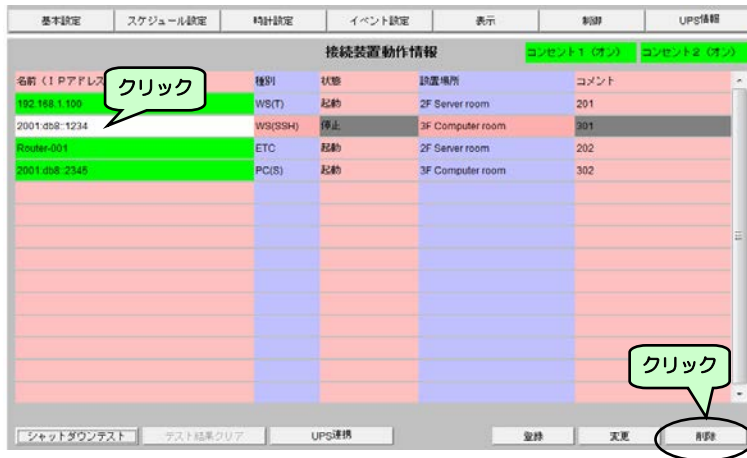 基本設定 スケジュール設定 時計設定 イベント設定 表示 制御 UPS情報
接続装置動作情報 コンセント1(オン) コンセント2(オン)
名前(IPアドレス 種別 状態 設置場所 コメント
クリック
192.168.1.100 WS(T) 起動 2F Server room 201
2001:db8::1234 WS(SSH) 停止 3F Computer room 301
Router-001 ETC 起動 2F Server room 202
2001:db8::2345 PC(S) 起動 3F Computer room 302
クリック
シャットダウンテスト テスト結果クリア UPS連携 登録 変更 削除